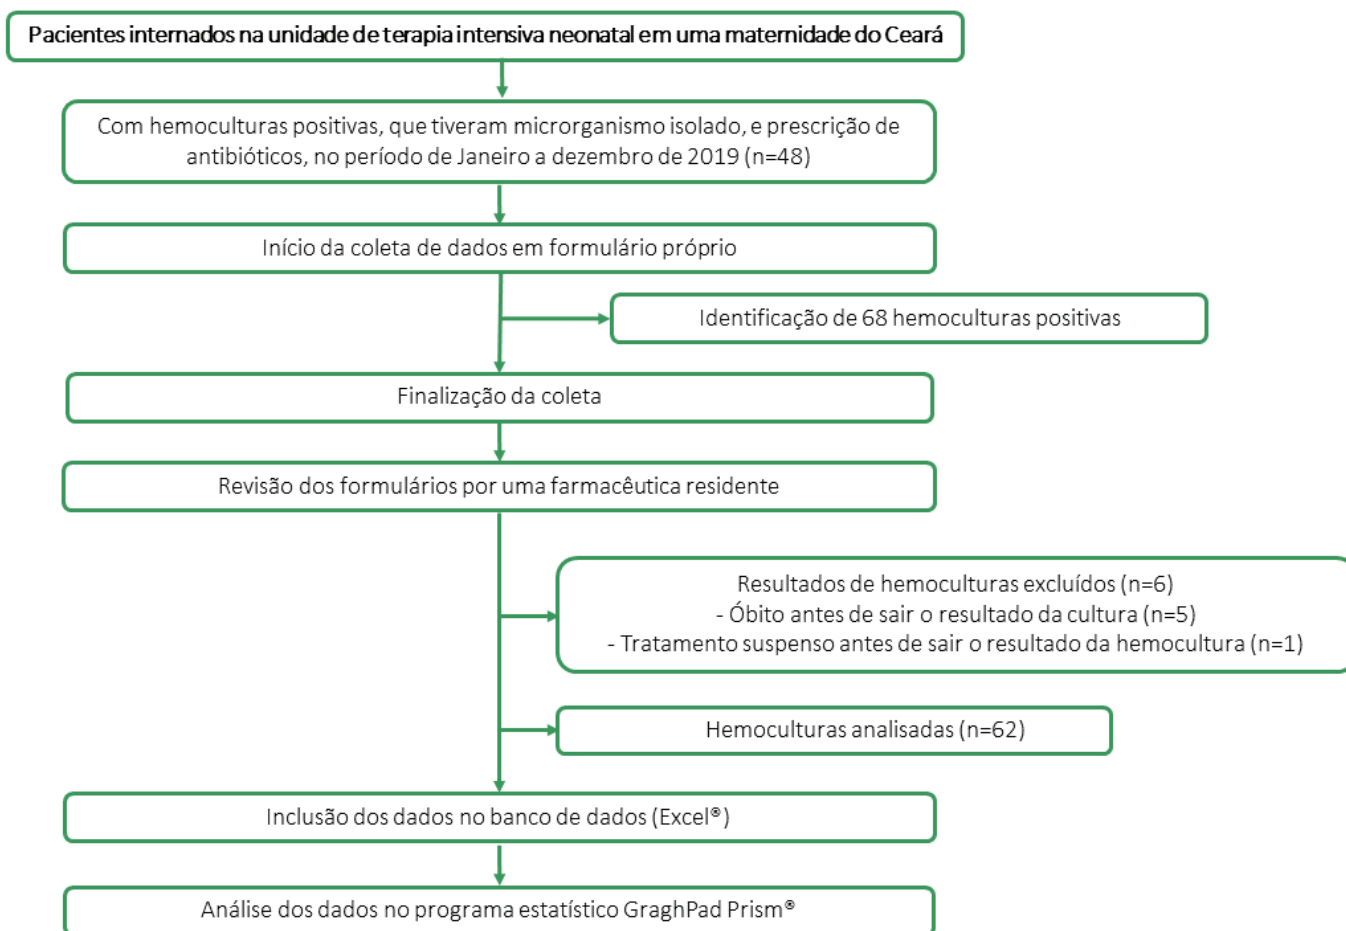 Pacientes internados na unidade de terapia intensiva neonatal em uma maternidade do Ceará
Com hemoculturas positivas, que tiveram microrganismo isolado, e prescrição de
antibióticos, no período de Janeiro a dezembro de 2019 (n=48)
Início da coleta de dados em formulário próprio
Identificação de 68 hemoculturas positivas
Finalização da coleta
Revisão dos formulários por uma farmacêutica residente
Resultados de hemoculturas excluídos (n=6)
- Óbito antes de sair o resultado da cultura (n=5)
- Tratamento suspenso antes de sair o resultado da hemocultura (n=1)
Hemoculturas analisadas (n=62)
Inclusão dos dados no banco de dados (Excel®)
Análise dos dados no programa estatístico GraghPad Prism®